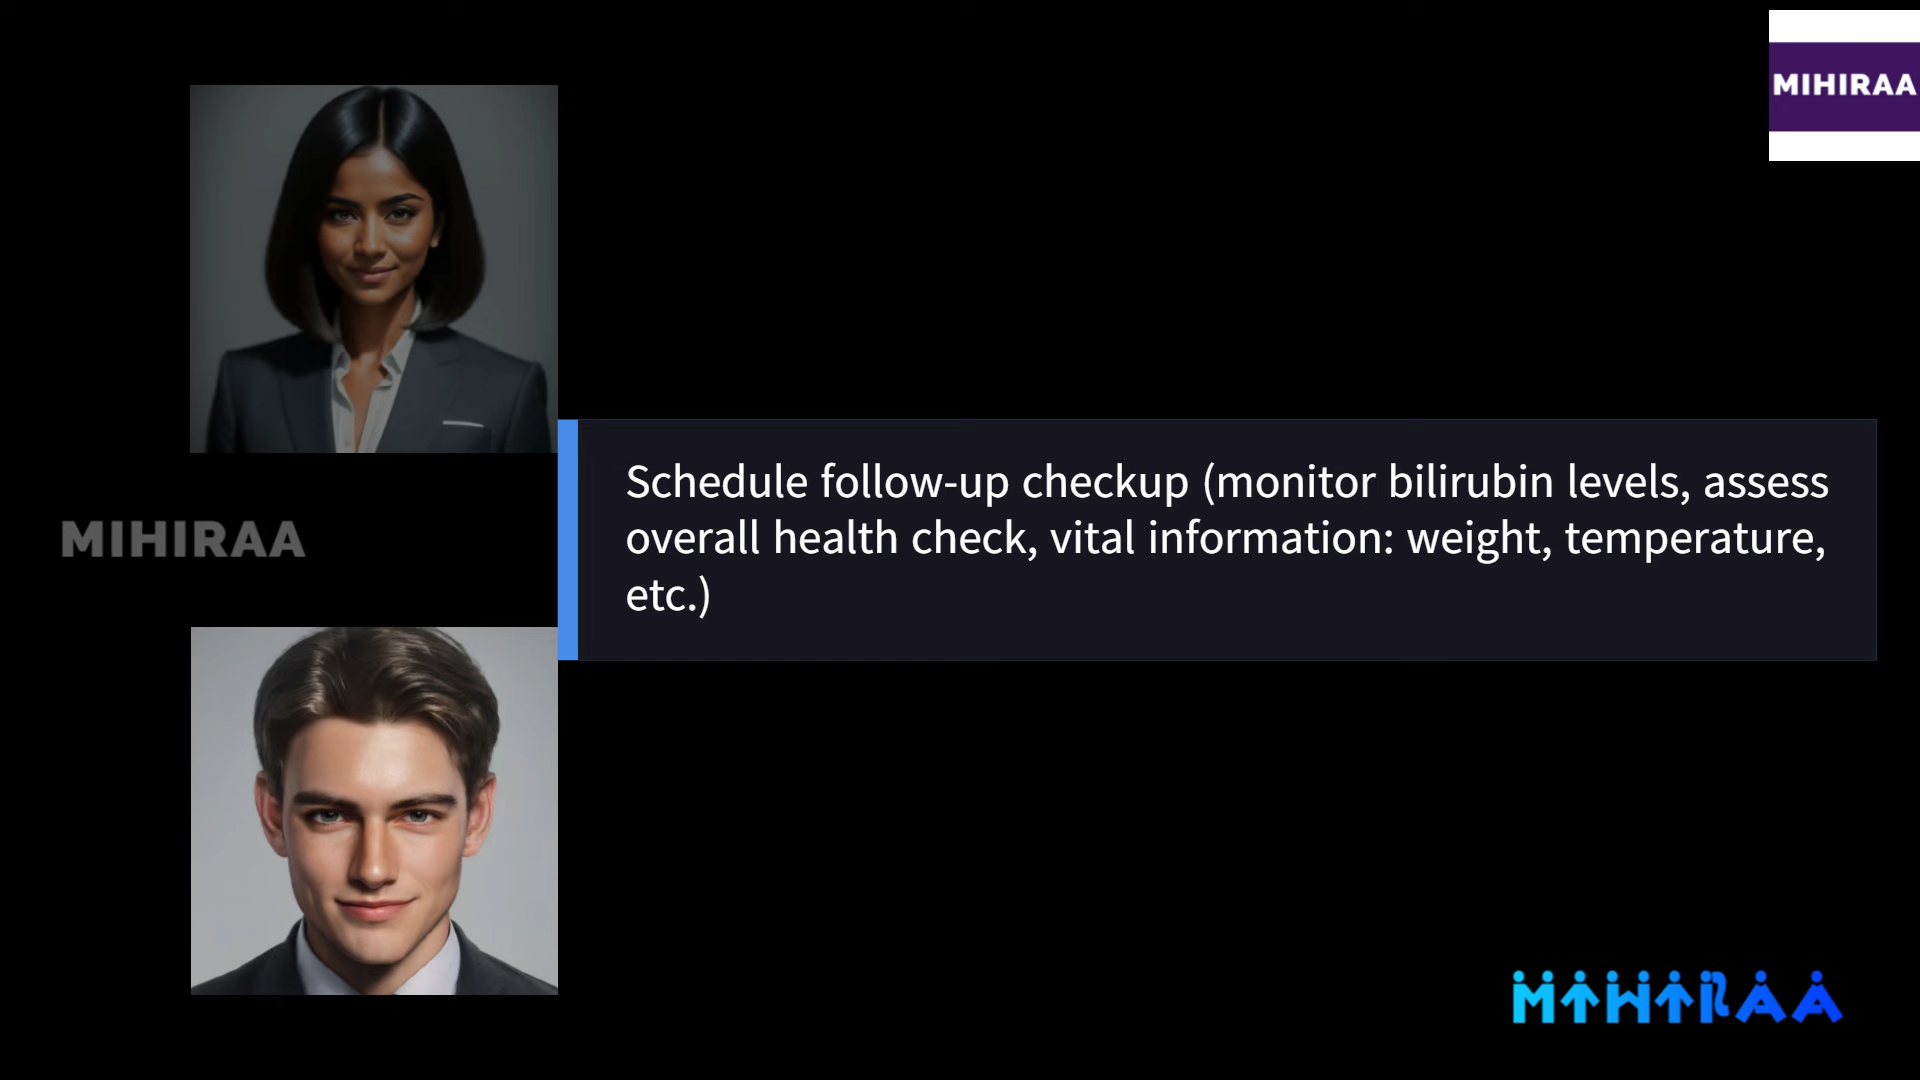 MIHIRAA
Schedule follow-up checkup (monitor bilirubin levels, assess
overall health check, vital information: weight, temperature,
etc.)
MIHIRAA
MIHIRAA